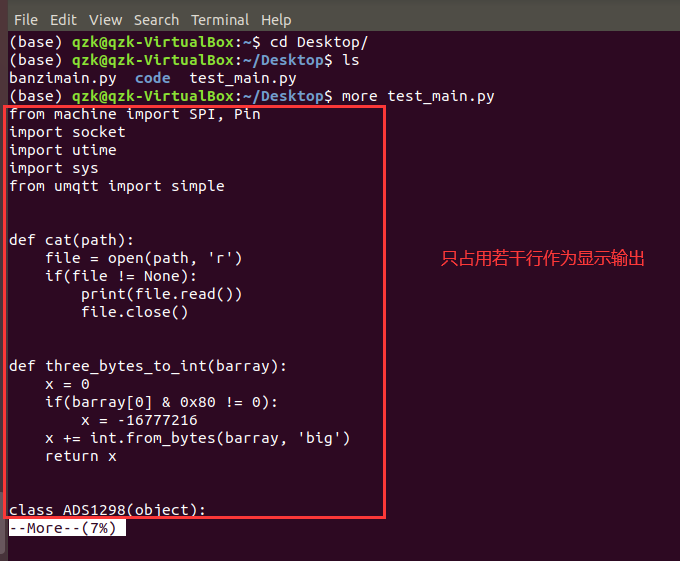 File Edit View Search Terminal Help
(base) qzk@qzk-VirtualBox:~$ cd Desktop/
(base) qzk@qzk-VirtualBox:~/Desktop$ ls
banzimain.py  code  test_main.py
(base) qzk@qzk-VirtualBox:~/Desktop$ more test_main.py
from machine import SPI, Pin
import socket
import utime
import sys
from umqtt import simple
def cat(path):
    file = open(path, 'r')
    if(file != None):
        print(file.read())
        file.close()
只占用若干行作为显示输出
def three_bytes_to_int(barray):
    x = 0
    if(barray[0] & 0x80 != 0):
        x = -16777216
    x += int.from_bytes(barray, 'big')
    return x
class ADS1298(object):
--More--(7%)